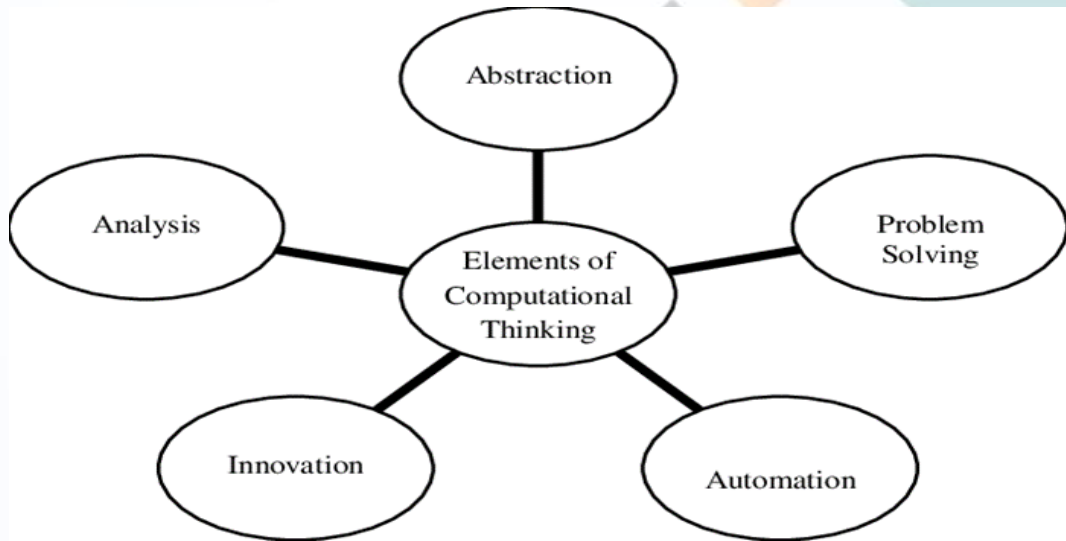 Abstraction
Analysis
Problem
Solving
Elements of
Computational
Thinking
Innovation
Automation